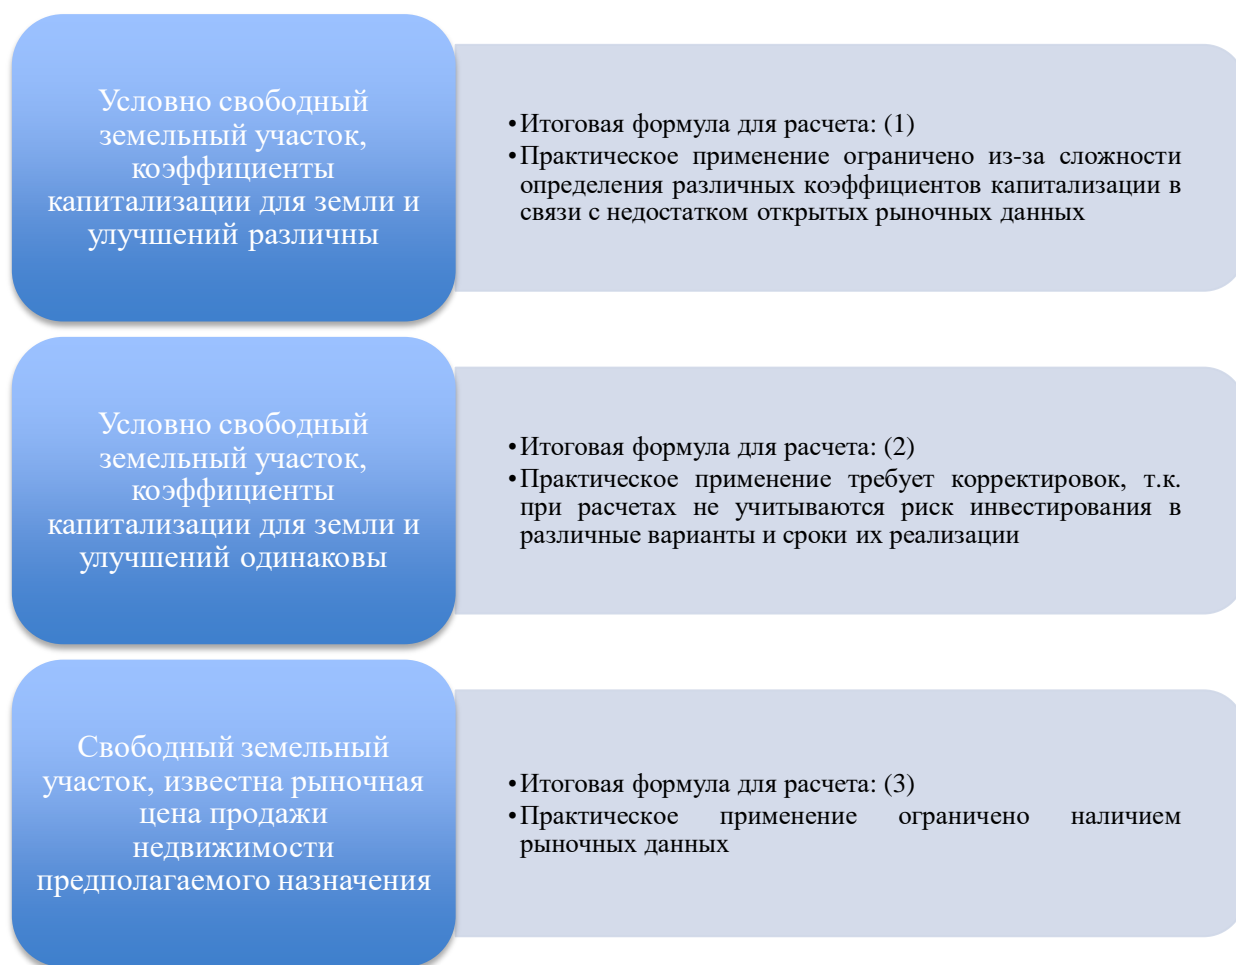 Условно свободный
земельный участок,
коэффициенты
капитализации для земли и
улучшений различны
•Итоговая формула для расчета: (1)
•Практическое применение ограничено из-за сложности
определения различных коэффициентов капитализации в
связи с недостатком открытых рыночных данных
Условно свободный
земельный участок,
коэффициенты
капитализации для земли и
улучшений одинаковы
•Итоговая формула для расчета: (2)
•Практическое применение требует корректировок, т.к.
при расчетах не учитываются риск инвестирования в
различные варианты и сроки их реализации
Свободный земельный
участок, известна рыночная
цена продажи
недвижимости
предполагаемого назначения
•Итоговая формула для расчета: (3)
•Практическое применение ограничено наличием
рыночных данных